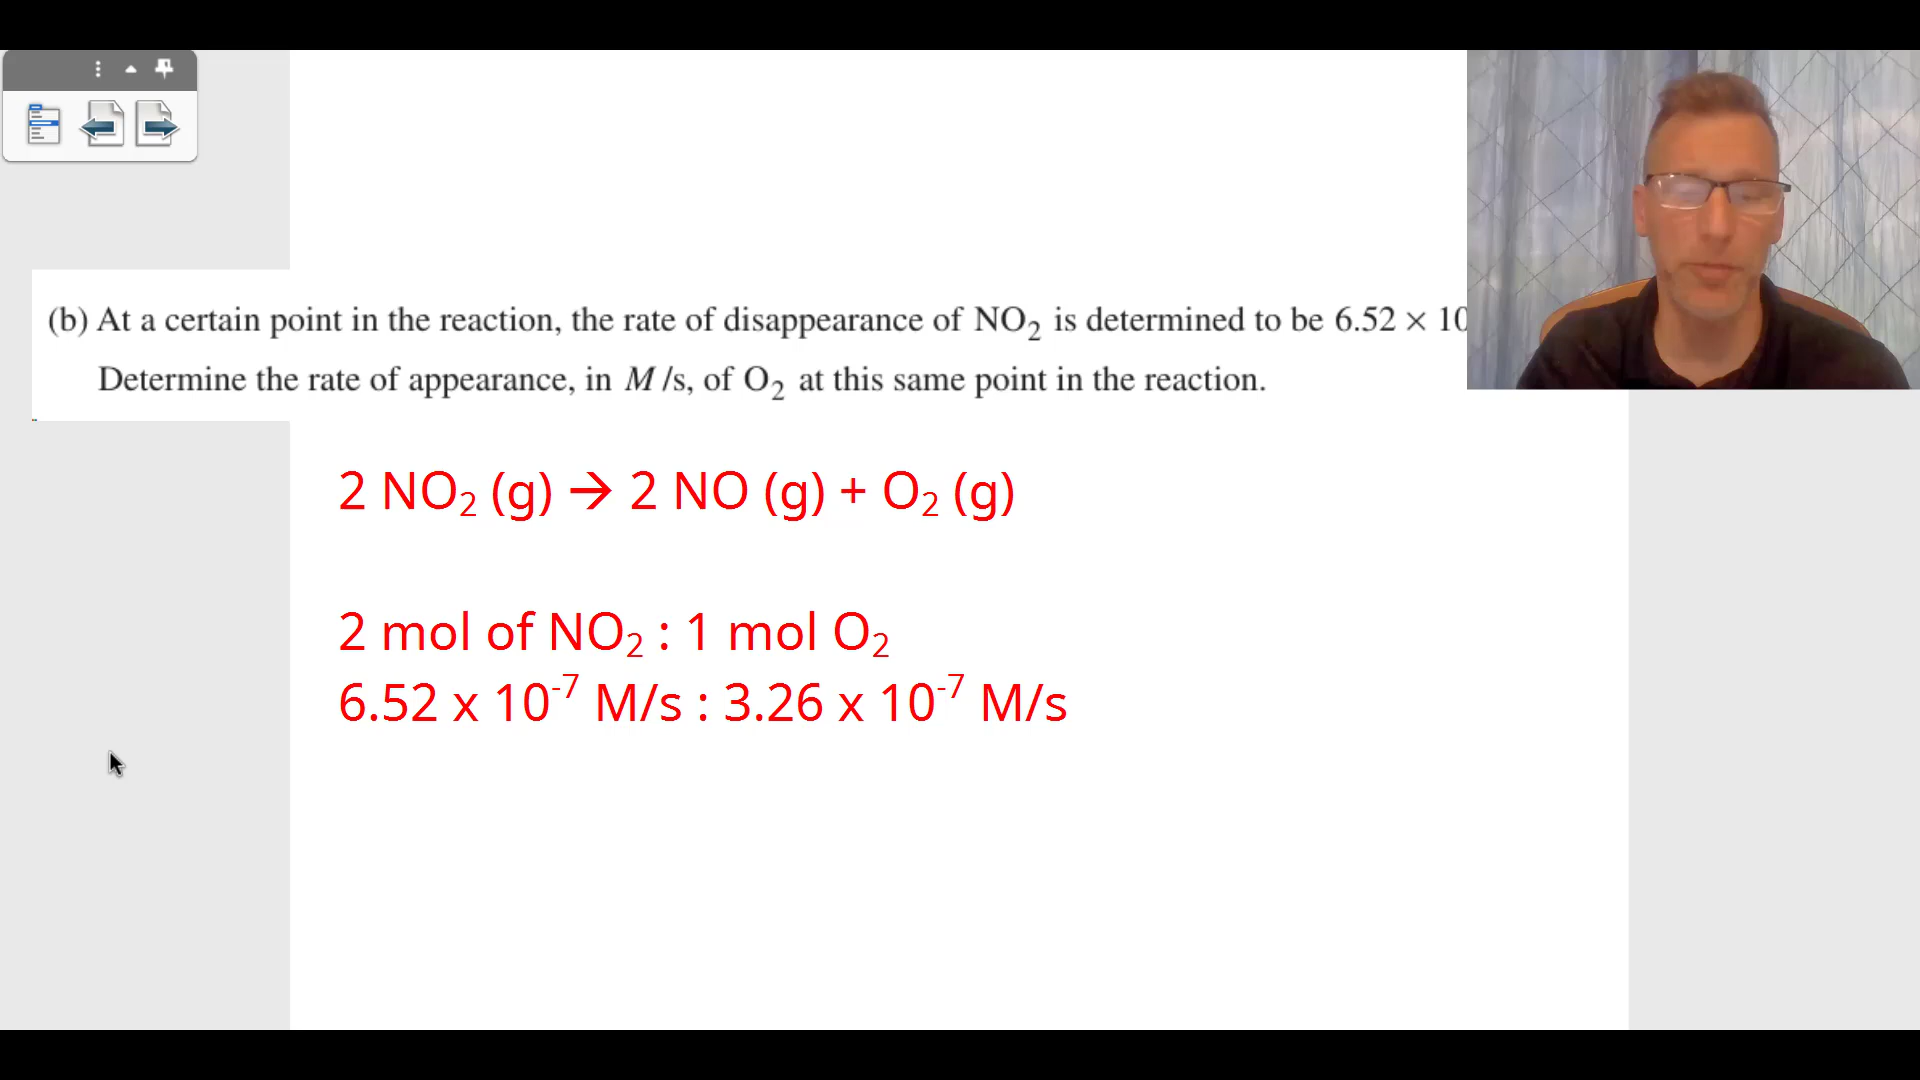 (b) At a certain point in the reaction, the rate of disappearance of NO₂ is determined to be 6.52 × 10
Determine the rate of appearance, in M /s, of O₂ at this same point in the reaction.
2 NO₂ (g) → 2 NO (g) + O₂ (g)
2 mol of NO₂ : 1 mol O₂
6.52 x 10⁻⁷ M/s : 3.26 x 10⁻⁷ M/s